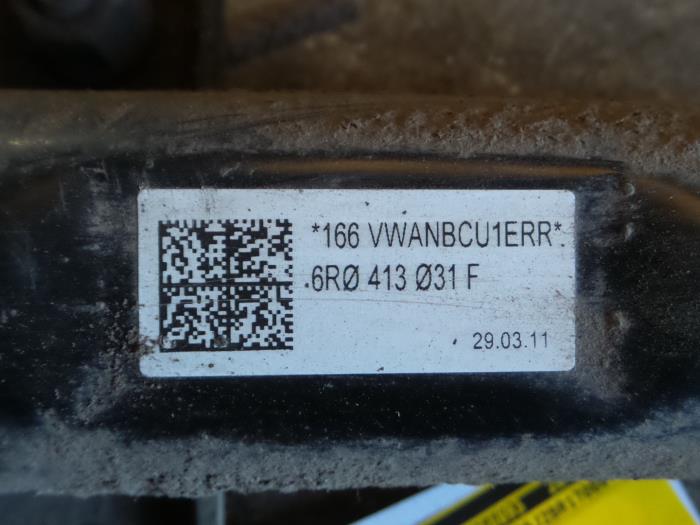 *166 VWANBCU1ERR*
6RØ 413 Ø31 F
29.03.11